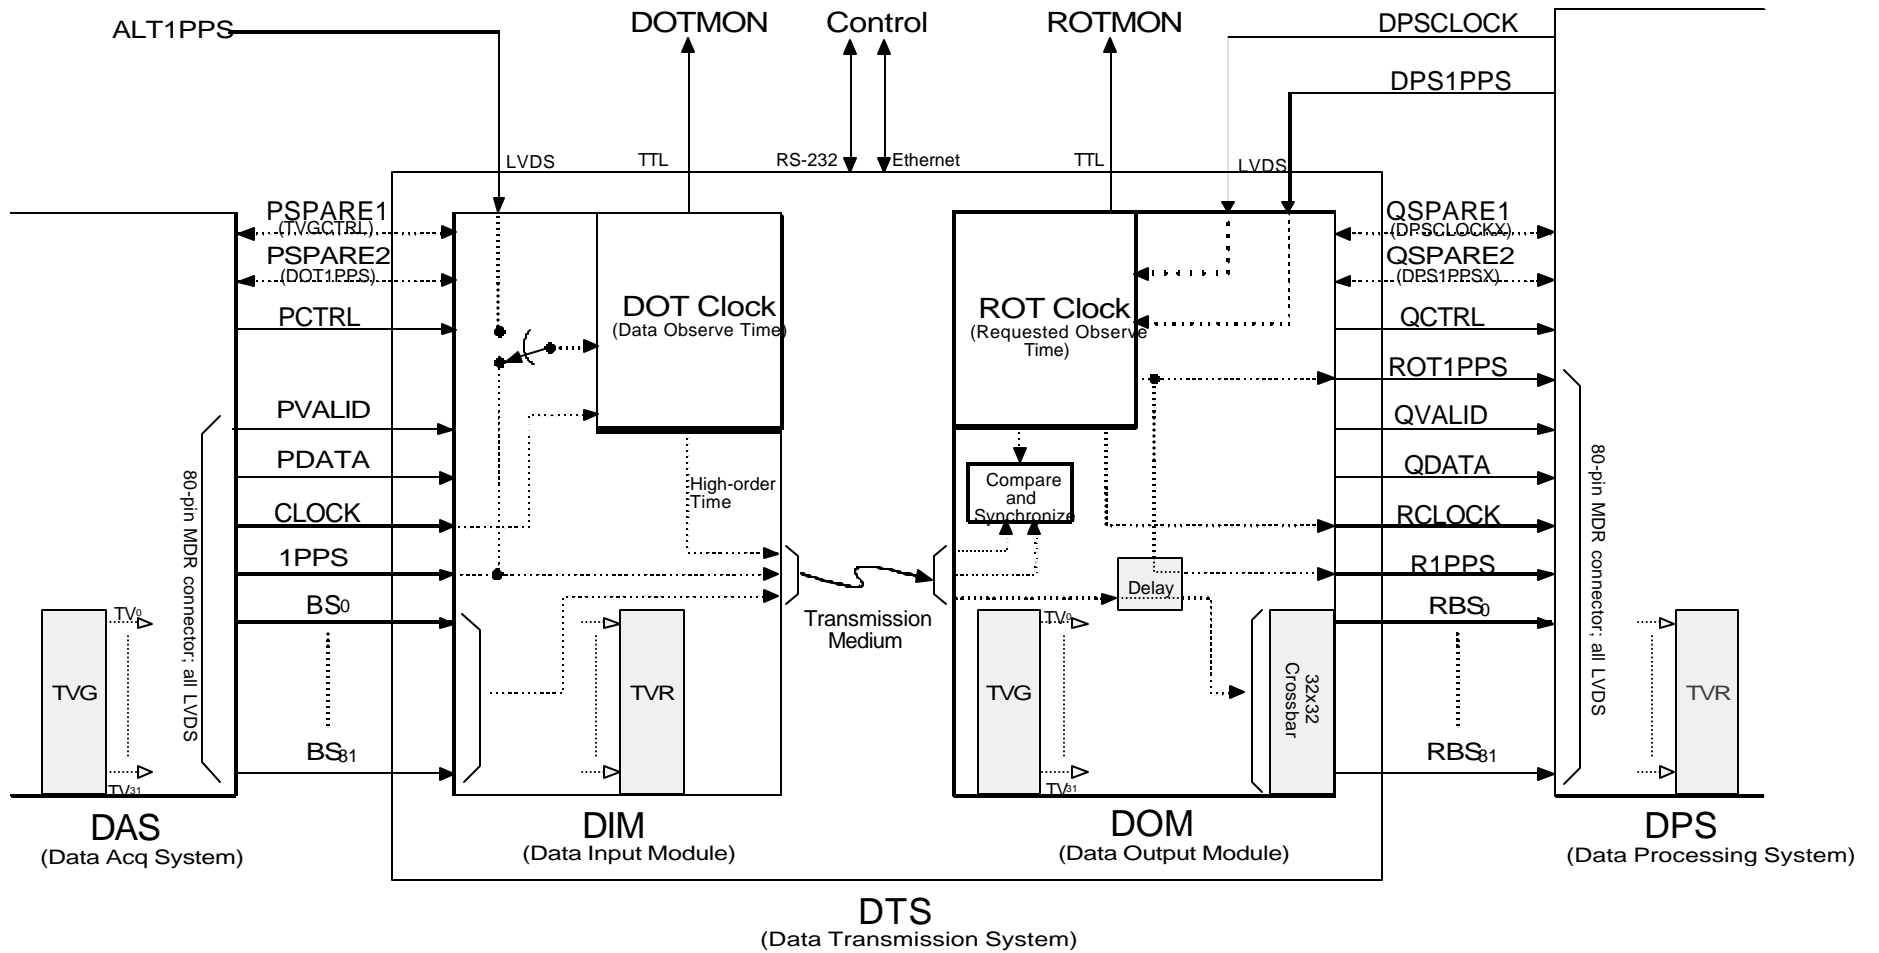 ALT1PPS
DOTMON
Control
ROTMON
DPSCLOCK
DPS1PPS
LVDS
TTL
RS-232
Ethernet
TTL
LVDS
PSPARE1
(TVGCTRL)
PSPARE2
(DOT1PPS)
PCTRL
PVALID
PDATA
CLOCK
1PPS
BS0
BS31
80-pin MDR connector; all LVDS
TVG
TV0
TV31
DOT Clock
(Data Observe Time)
High-order
Time
TVR
Transmission
Medium
ROT Clock
(Requested Observe
Time)
Compare
and
Synchronize
Delay
TVG
TV0
TV31
32x32
Crossbar
QSPARE1
(DPSCLOCKX)
QSPARE2
(DPS1PPSX)
QCTRL
ROT1PPS
QVALID
QDATA
RCLOCK
R1PPS
RBS0
RBS31
80-pin MDR connector; all LVDS
TVR
DAS
(Data Acq System)
DIM
(Data Input Module)
DOM
(Data Output Module)
DPS
(Data Processing System)
DTS
(Data Transmission System)